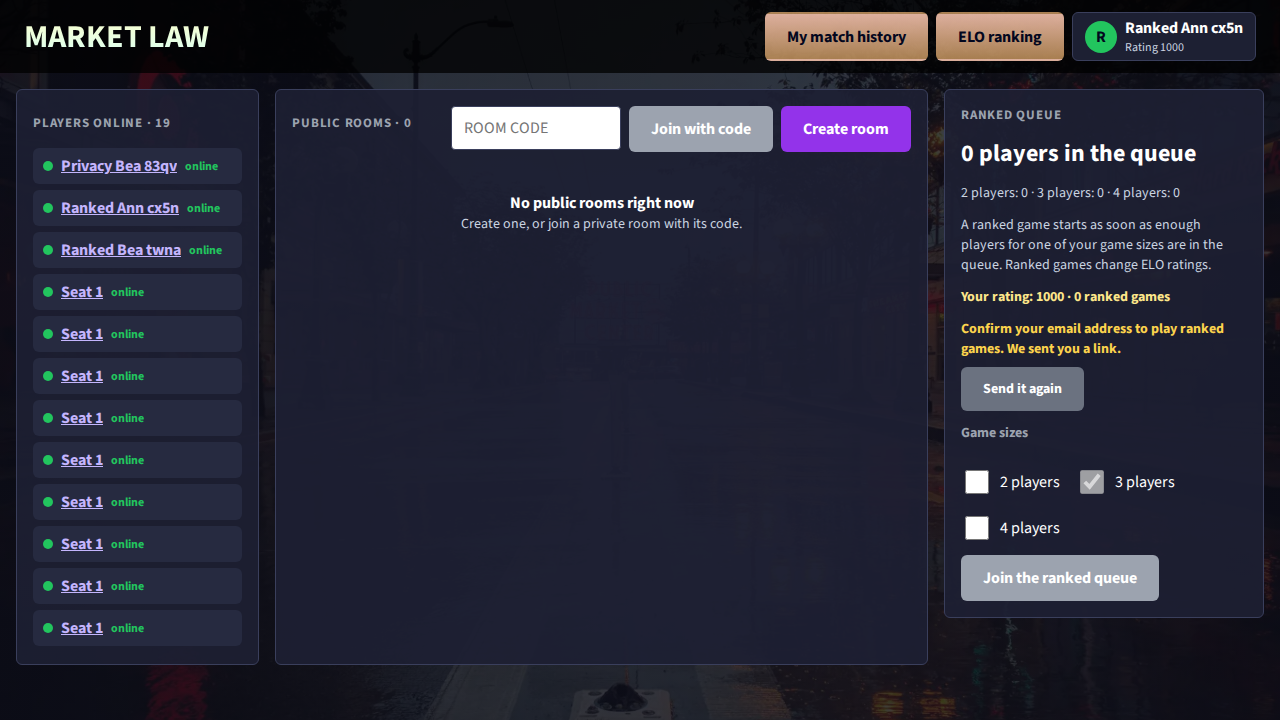 MARKET LAW
My match history
ELO ranking
R
Ranked Ann cx5n
Rating 1000
PLAYERS ONLINE · 19
Privacy Bea 83qv online
Ranked Ann cx5n online
Ranked Bea twna online
Seat 1 online
Seat 1 online
Seat 1 online
Seat 1 online
Seat 1 online
Seat 1 online
Seat 1 online
Seat 1 online
Seat 1 online
PUBLIC ROOMS · 0
ROOM CODE
Join with code
Create room
No public rooms right now
Create one, or join a private room with its code.
RANKED QUEUE
0 players in the queue
2 players: 0 · 3 players: 0 · 4 players: 0
A ranked game starts as soon as enough
players for one of your game sizes are in the
queue. Ranked games change ELO ratings.
Your rating: 1000 · 0 ranked games
Confirm your email address to play ranked
games. We sent you a link.
Send it again
Game sizes
2 players
3 players
4 players
Join the ranked queue